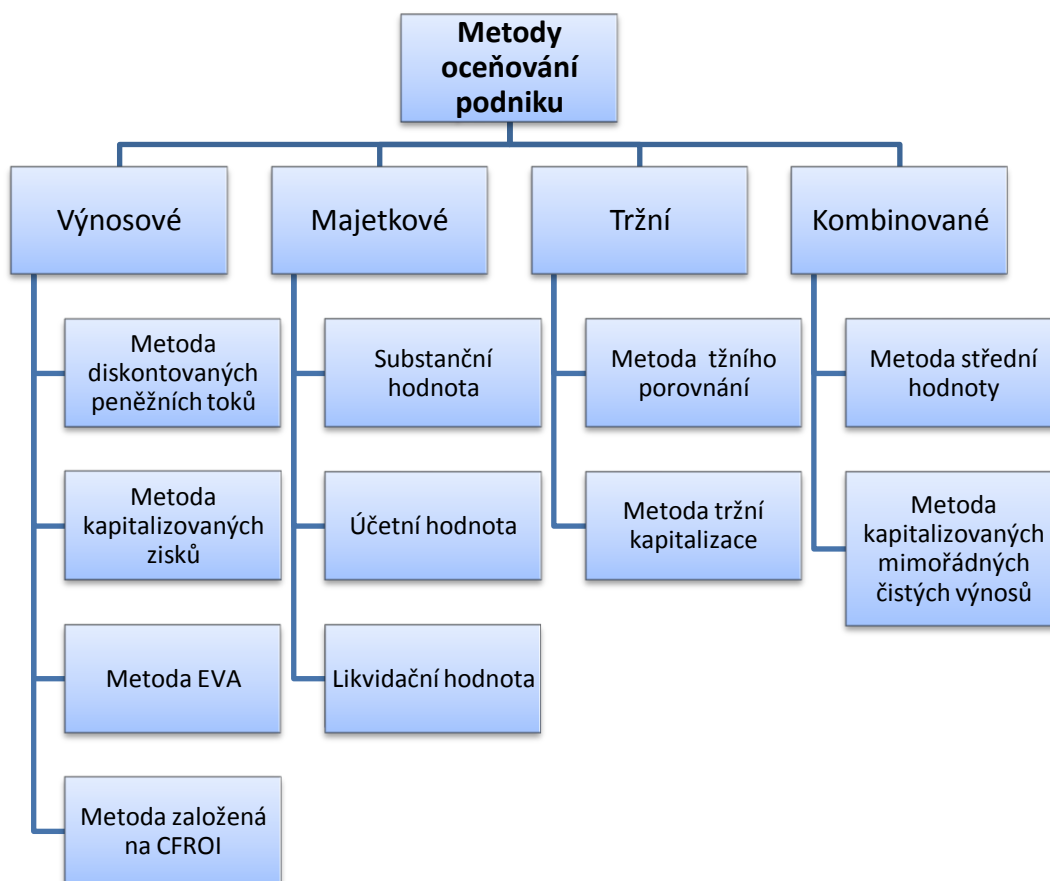 Metody
oceňování
podniku
Výnosové
Majetkové
Tržní
Kombinované
Metoda
diskontovaných
peněžních toků
Substanční
hodnota
Metoda tžního
porovnání
Metoda střední
hodnoty
Metoda
kapitalizovaných
zisků
Účetní hodnota
Metoda tržní
kapitalizace
Metoda
kapitalizovaných
mimořádných
čistých výnosů
Metoda EVA
Likvidační hodnota
Metoda založená
na CFROI